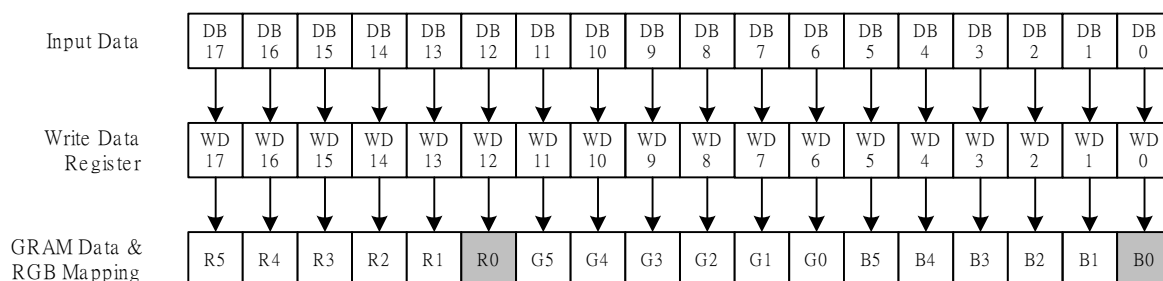 Input Data
DB 17 DB 16 DB 15 DB 14 DB 13 DB 12 DB 11 DB 10 DB 9 DB 8 DB 7 DB 6 DB 5 DB 4 DB 3 DB 2 DB 1 DB 0
Write Data
Register
WD 17 WD 16 WD 15 WD 14 WD 13 WD 12 WD 11 WD 10 WD 9 WD 8 WD 7 WD 6 WD 5 WD 4 WD 3 WD 2 WD 1 WD 0
GRAM Data &
RGB Mapping
R5 R4 R3 R2 R1 R0 G5 G4 G3 G2 G1 G0 B5 B4 B3 B2 B1 B0